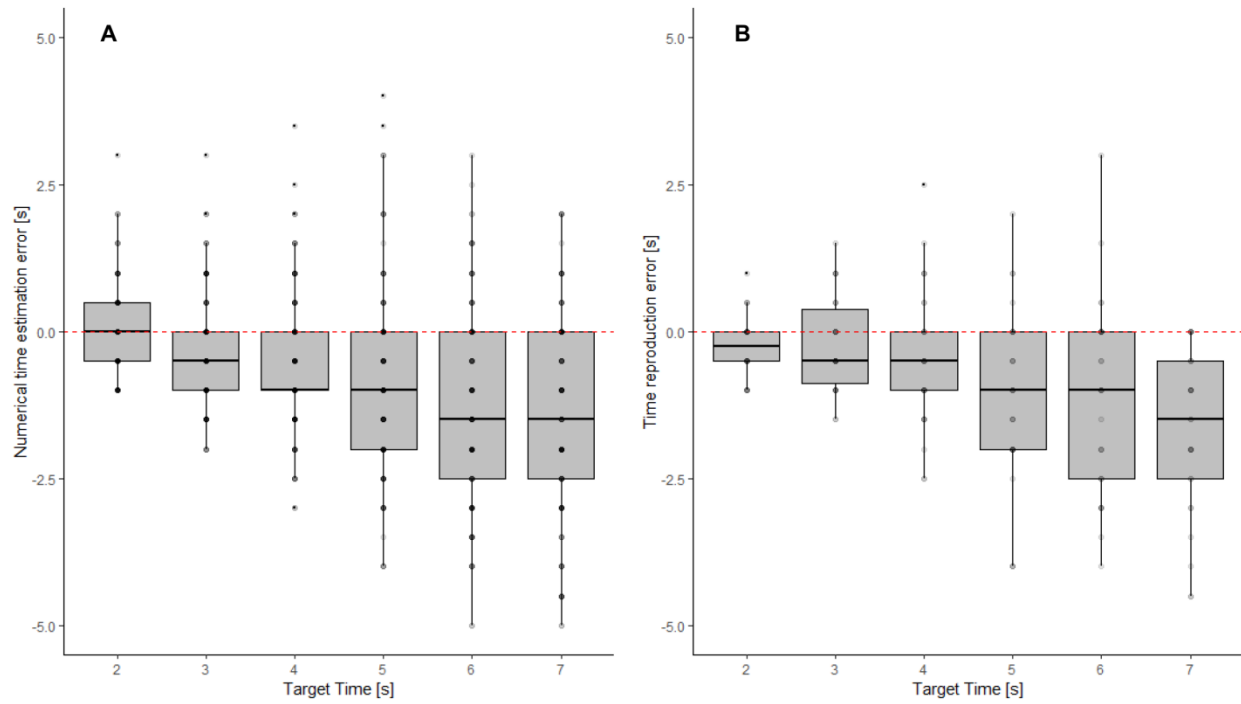 A
Numerical time estimation error [s]
5.0
2.5
0.0
-2.5
-5.0
2 3 4 5 6 7
Target Time [s]
B
Time reproduction error [s]
5.0
2.5
0.0
-2.5
-5.0
2 3 4 5 6 7
Target Time [s]